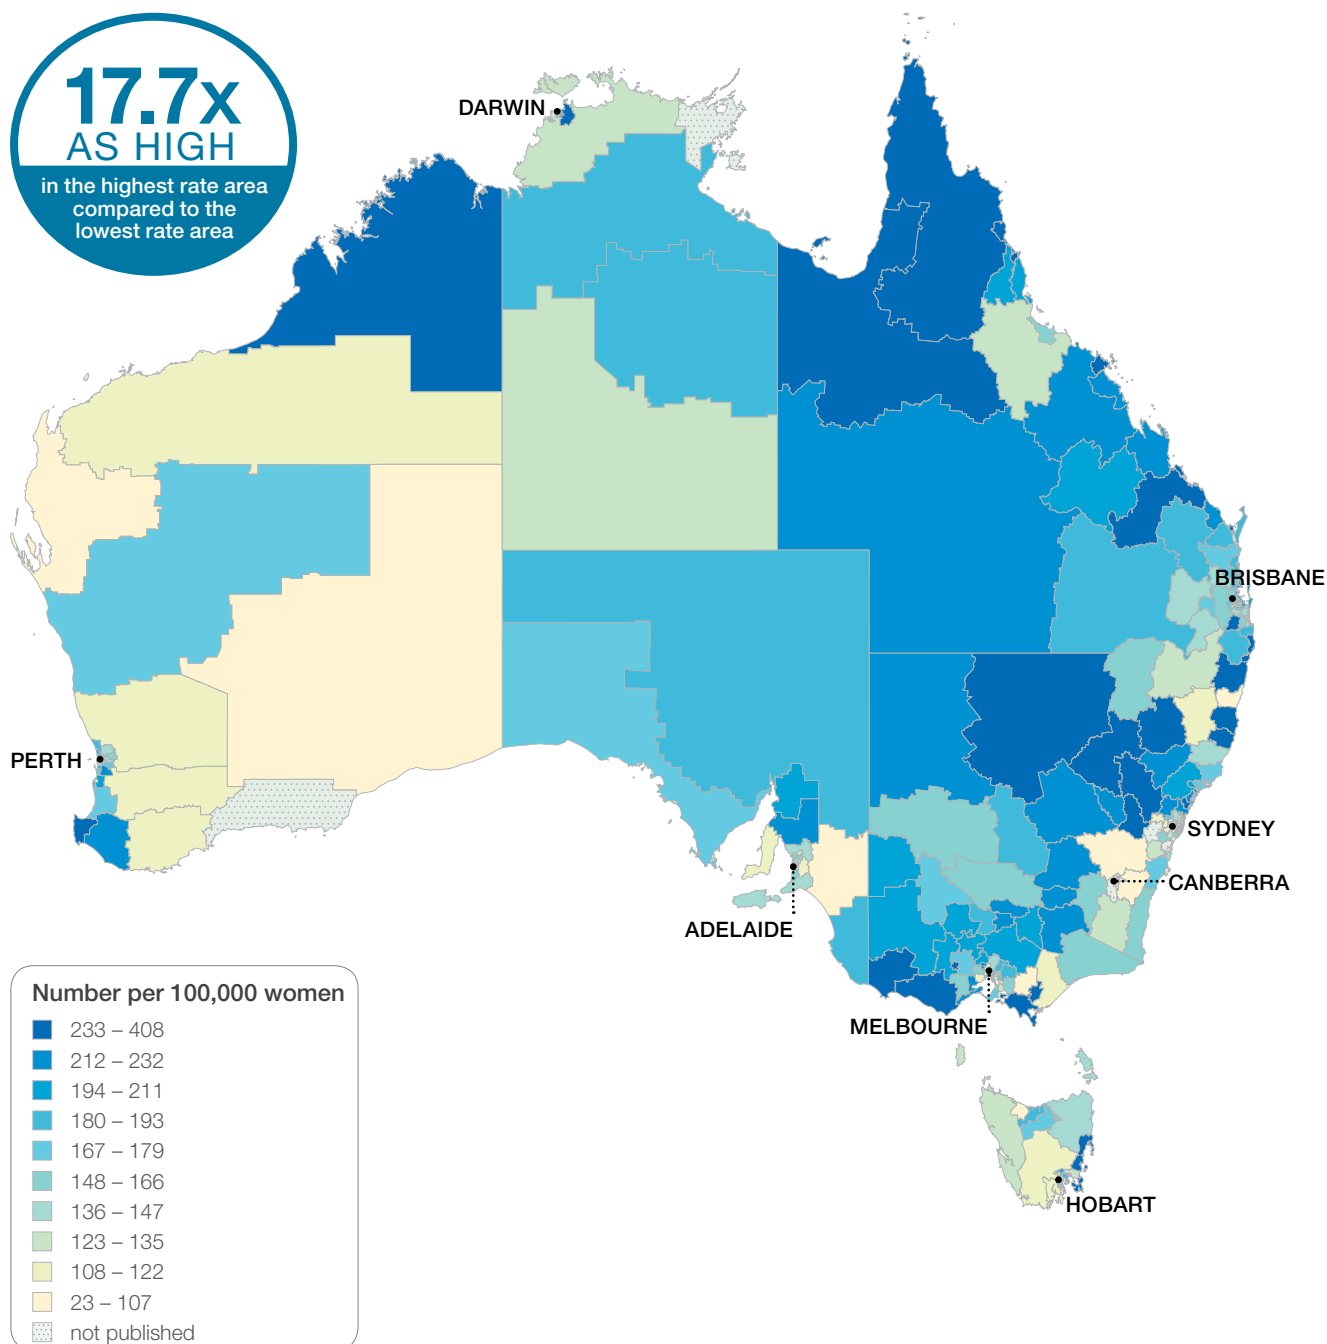 17.7x
AS HIGH
in the highest rate area
compared to the
lowest rate area
DARWIN
BRISBANE
PERTH
SYDNEY
CANBERRA
ADELAIDE
MELBOURNE
HOBART
Number per 100,000 women
233 – 408
212 – 232
194 – 211
180 – 193
167 – 179
148 – 166
136 – 147
123 – 135
108 – 122
23 – 107
not published